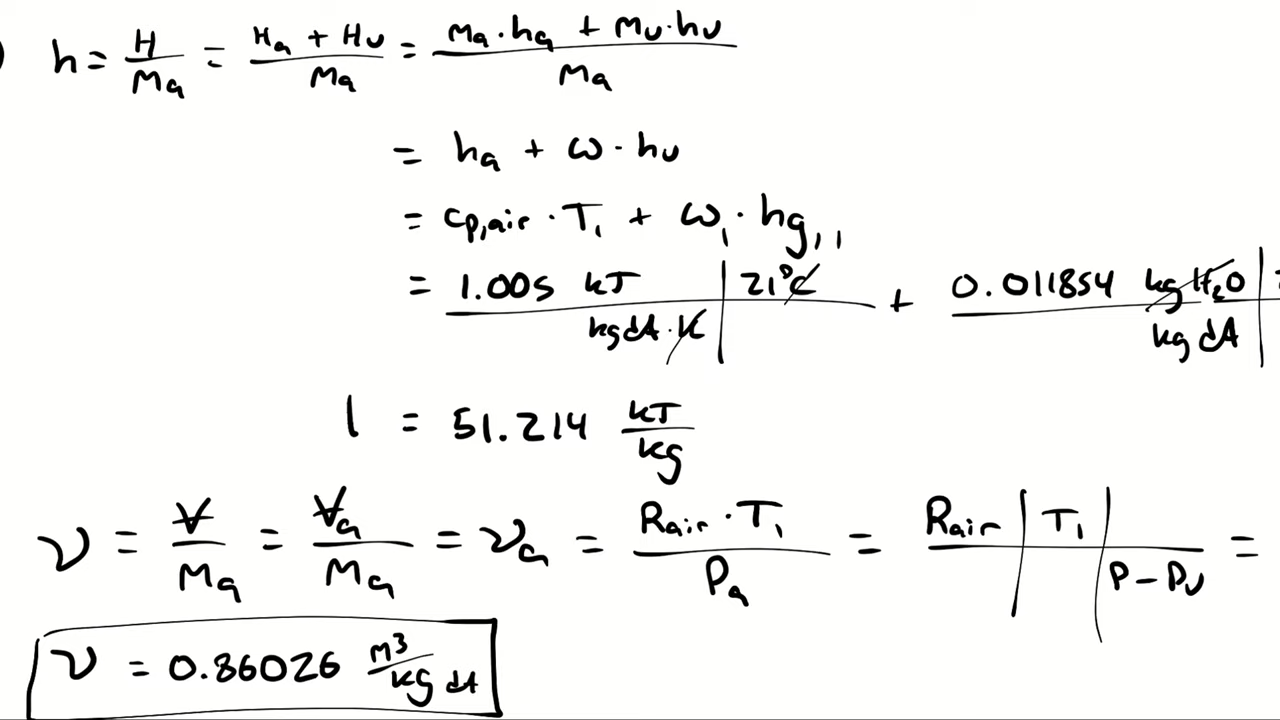 ) h = H/Ma = Ha + Hv/Ma = Ma·ha + Mv·hv/Ma
= ha + ω·hv
= cp,air · T1 + ω1 · hg,1
= 1.005 kJ/kgdA·K | 21°C + 0.011854 kg H2O/kg dA |
1 = 51.214 kJ/kg
v = V/Ma = Va/Ma = va = Rair · T1/Pa = Rair | T1 | /P - Pv =
v = 0.86026 m³/kg dA